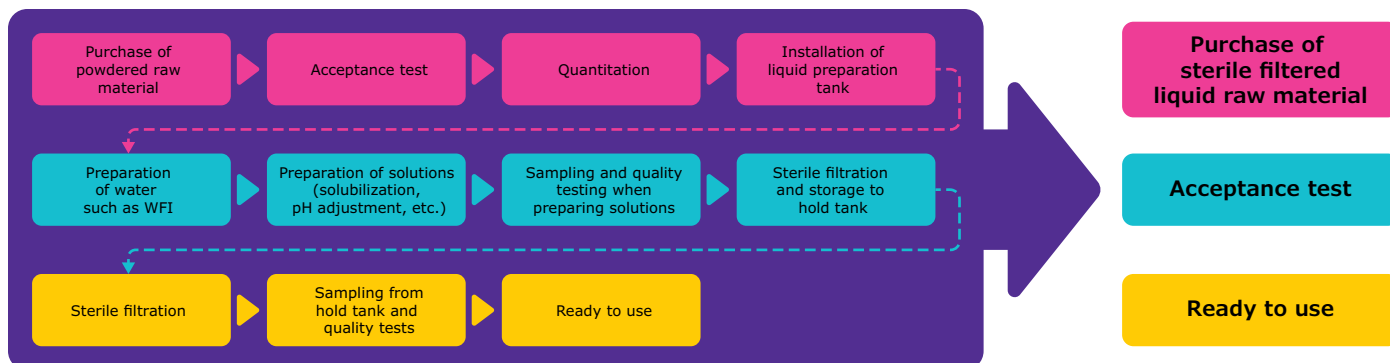 Purchase of
powdered raw
material
Acceptance test
Quantitation
Installation of
liquid preparation
tank
Preparation
of water
such as WFI
Preparation of solutions
(solubilization,
pH adjustment, etc.)
Sampling and quality
testing when
preparing solutions
Sterile filtration
and storage to
hold tank
Sterile filtration
Sampling from
hold tank and
quality tests
Ready to use
Purchase of
sterile filtered
liquid raw material
Acceptance test
Ready to use